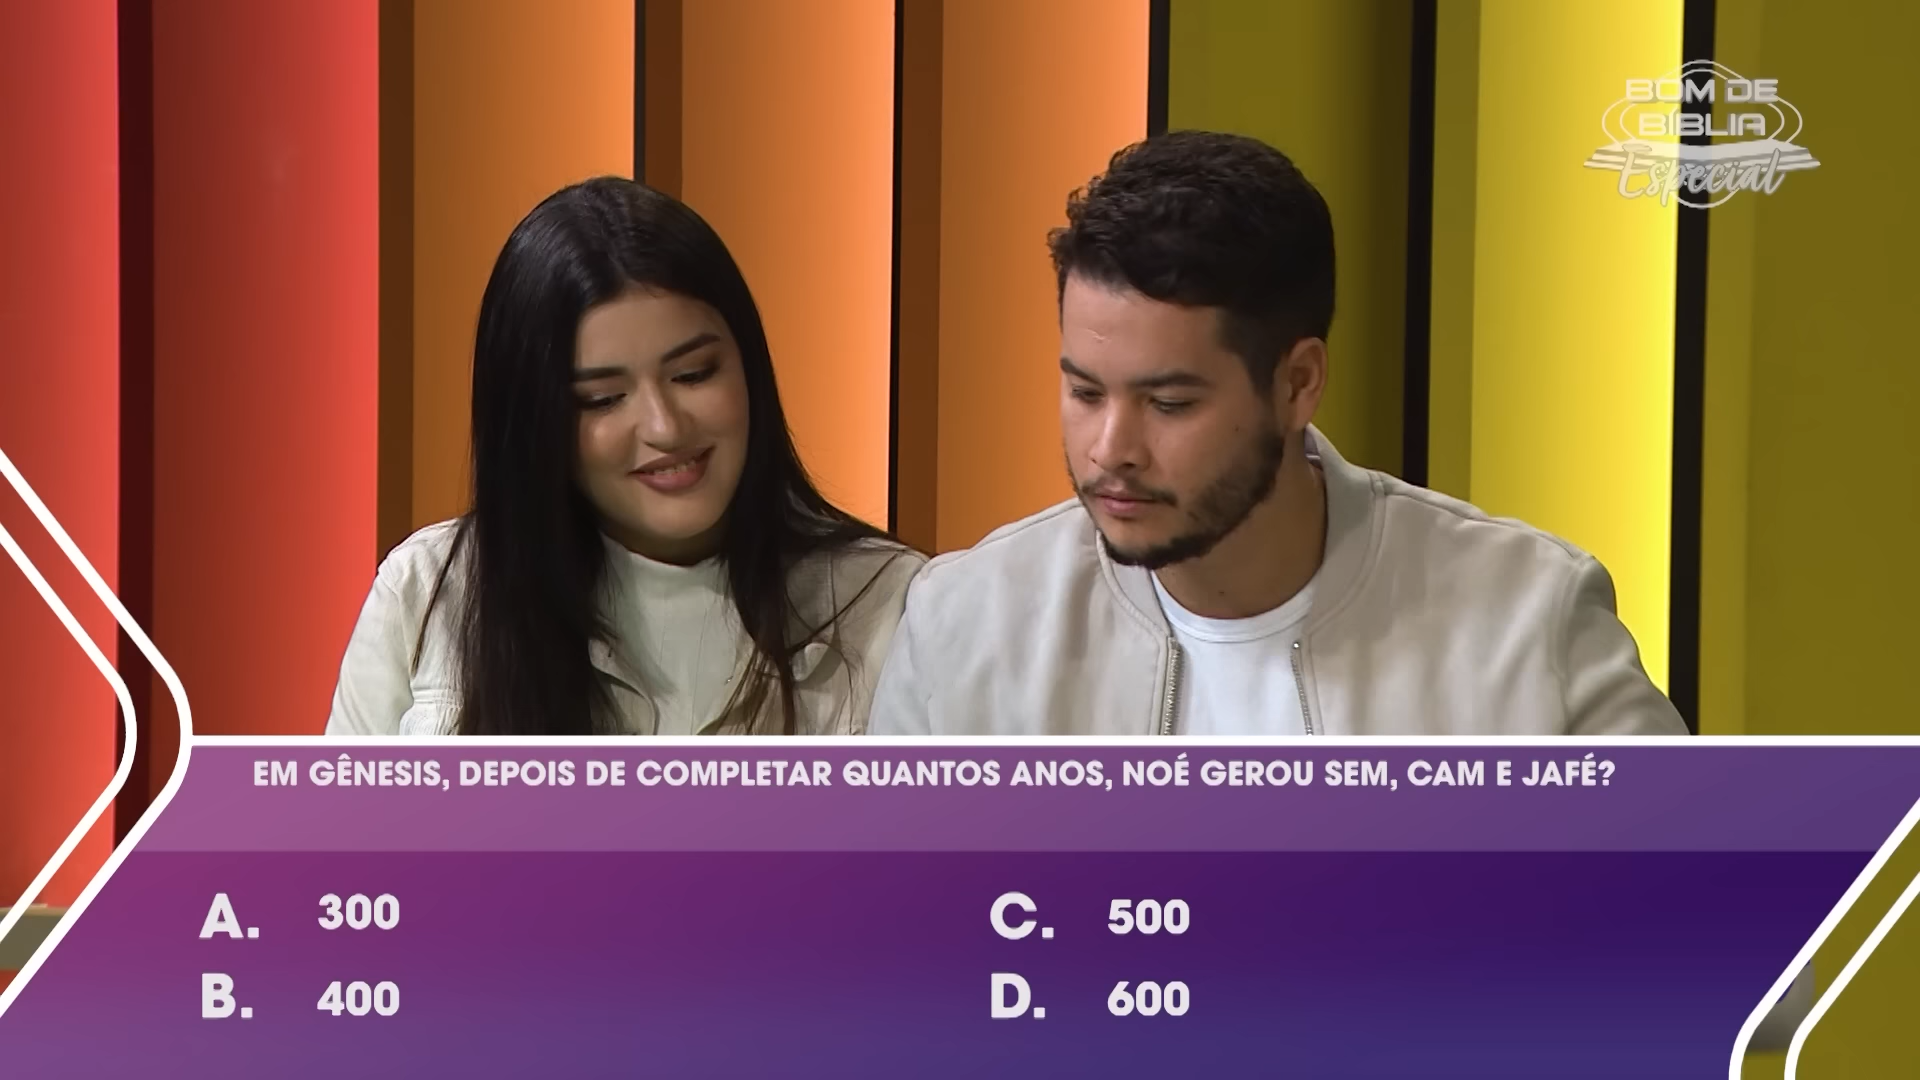 BOM DE
BÍBLIA
Especial
EM GÊNESIS, DEPOIS DE COMPLETAR QUANTOS ANOS, NOÉ GEROU SEM, CAM E JAFÉ?
A. 300
C. 500
B. 400
D. 600